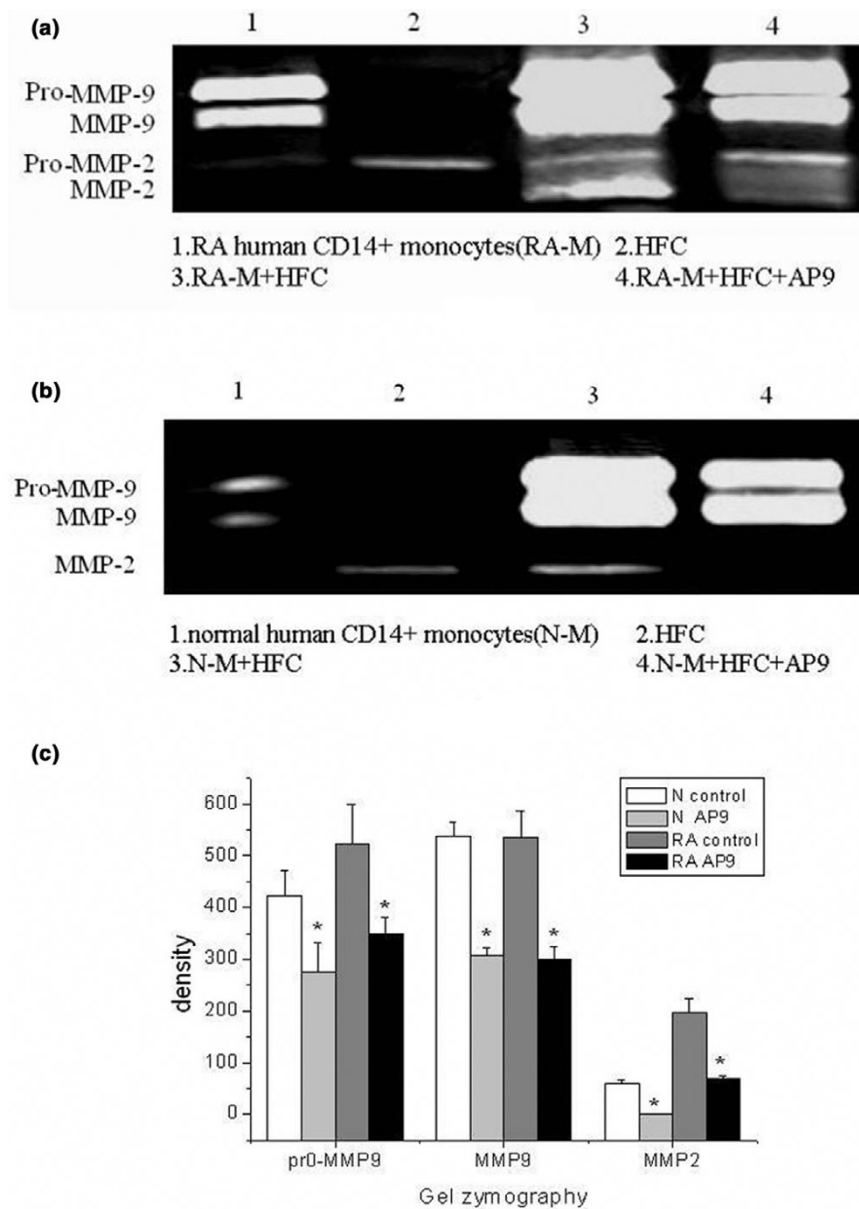 (a)
1 2 3 4
Pro-MMP-9
MMP-9
Pro-MMP-2
MMP-2
1.RA human CD14+ monocytes(RA-M) 2.HFC
3.RA-M+HFC 4.RA-M+HFC+AP9
(b)
1 2 3 4
Pro-MMP-9
MMP-9
MMP-2
1.normal human CD14+ monocytes(N-M) 2.HFC
3.N-M+HFC 4.N-M+HFC+AP9
(c)
density
600
500
400
300
200
100
0
N control
N AP9
RA control
RA AP9
* * * * * *
pr0-MMP9 MMP9 MMP2
Gel zymography